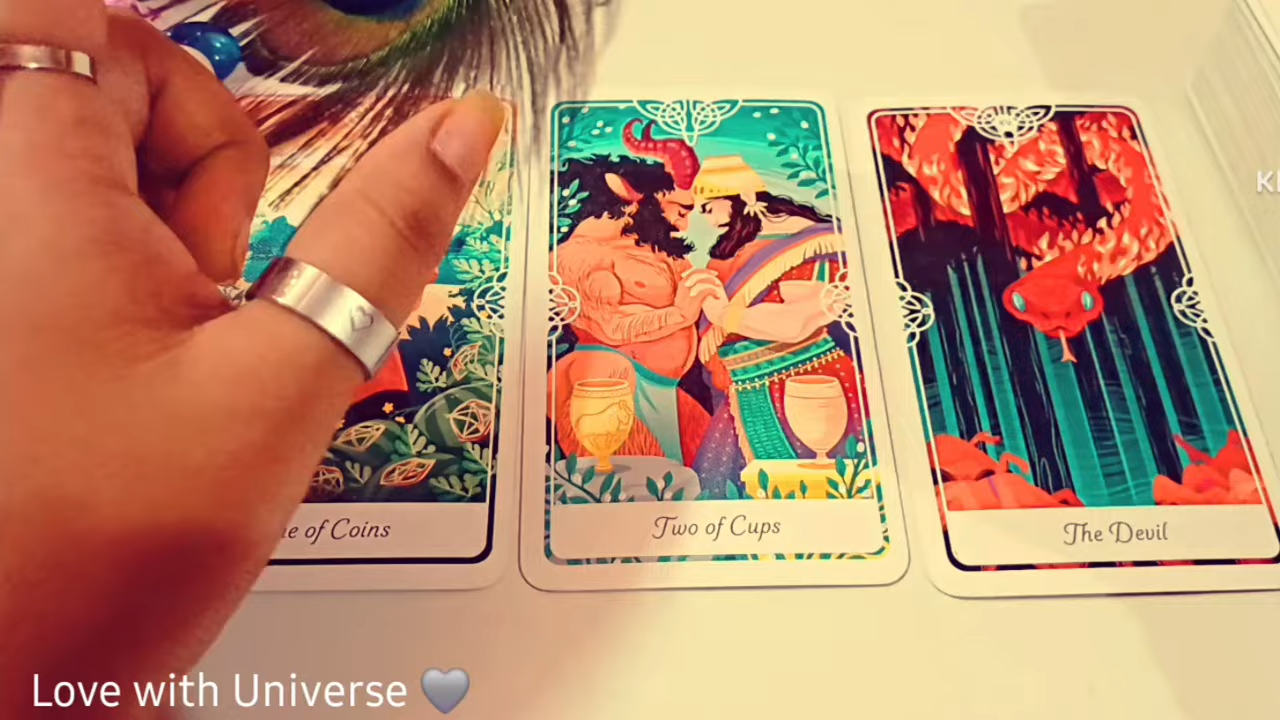 of Coins
Two of Cups
The Devil
Love with Universe 🩶